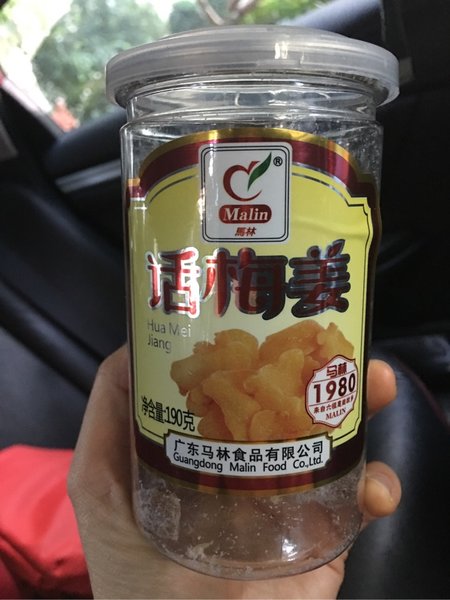 ®
Malin
馬林
话梅姜
Hua Mei
Jiang
净含量:190克
马林
1980
MALIN
广东马林食品有限公司
Guangdong Malin Food Co.,Ltd.